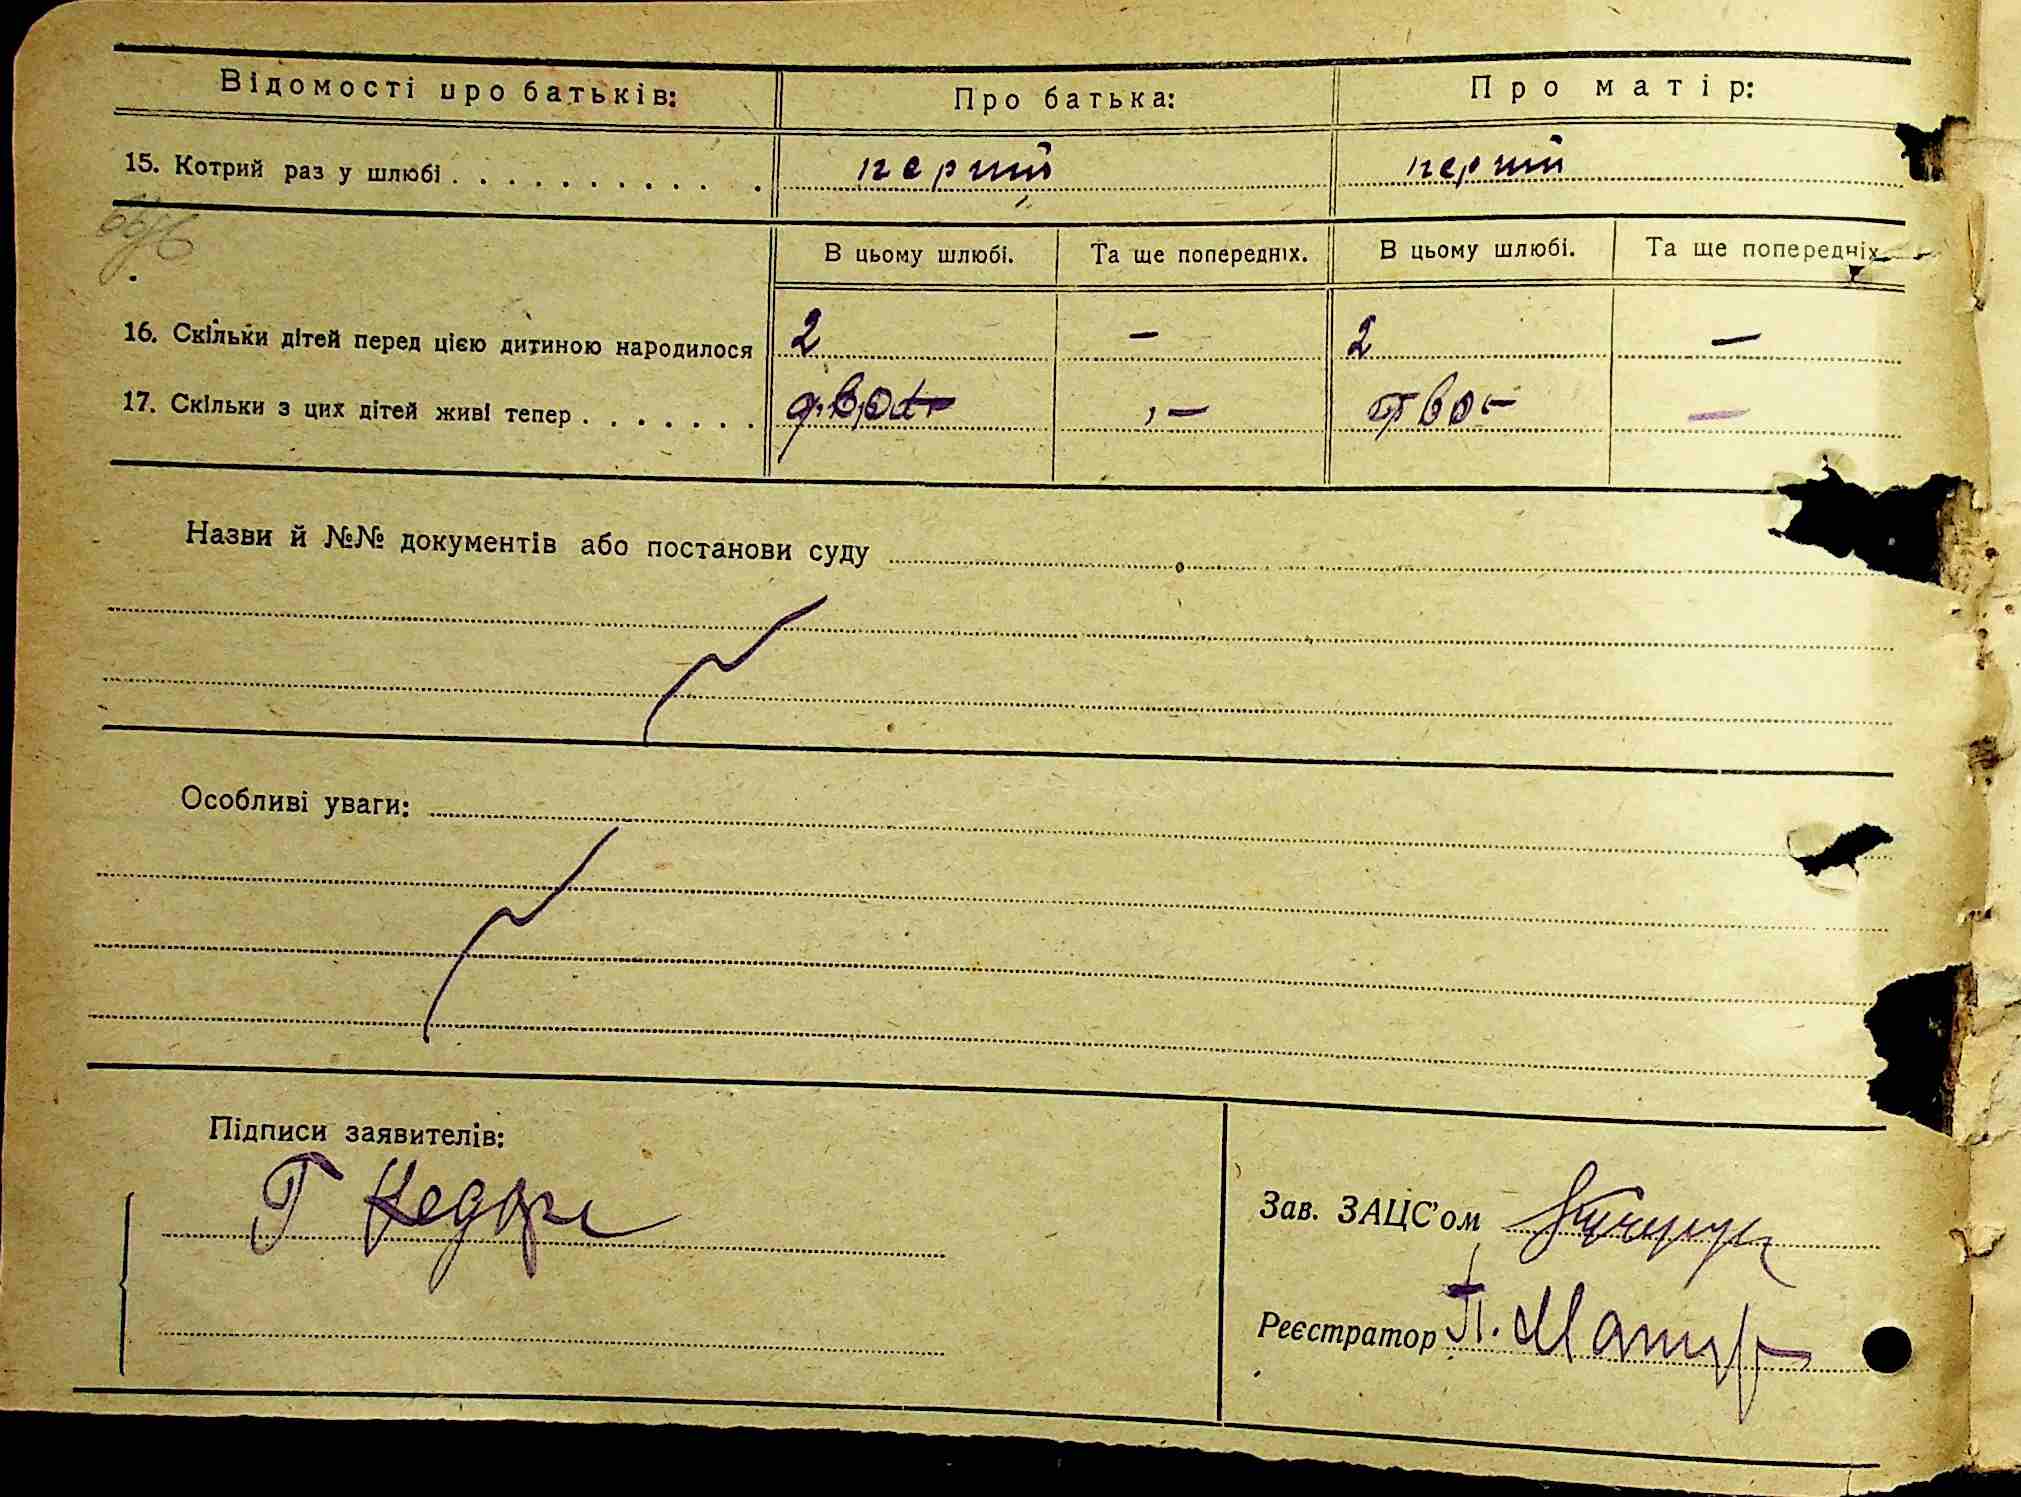 Відомості про батьків: Про батька: Про матір:
15. Котрий раз у шлюбі . . . . . . . . . . . . перший перший
В цьому шлюбі. Та ще попередніх. В цьому шлюбі. Та ще попередніх.
16. Скільки дітей перед цією дитиною народилося 2 — 2 —
17. Скільки з цих дітей живі тепер . . . . . . . двое — двое —
Назви й №№ документів або постанови суду
Особливі уваги:
Підписи заявителів:
Г
Зав. ЗАЦС'ом
Реєстратор П.